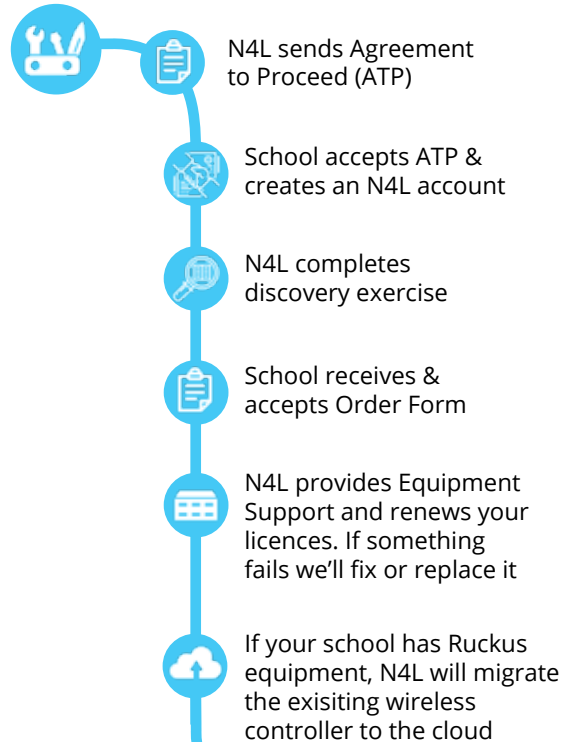 N4L sends Agreement
to Proceed (ATP)
School accepts ATP &
creates an N4L account
N4L completes
discovery exercise
School receives &
accepts Order Form
N4L provides Equipment
Support and renews your
licences. If something
fails we’ll fix or replace it
If your school has Ruckus
equipment, N4L will migrate
the exisiting wireless
controller to the cloud